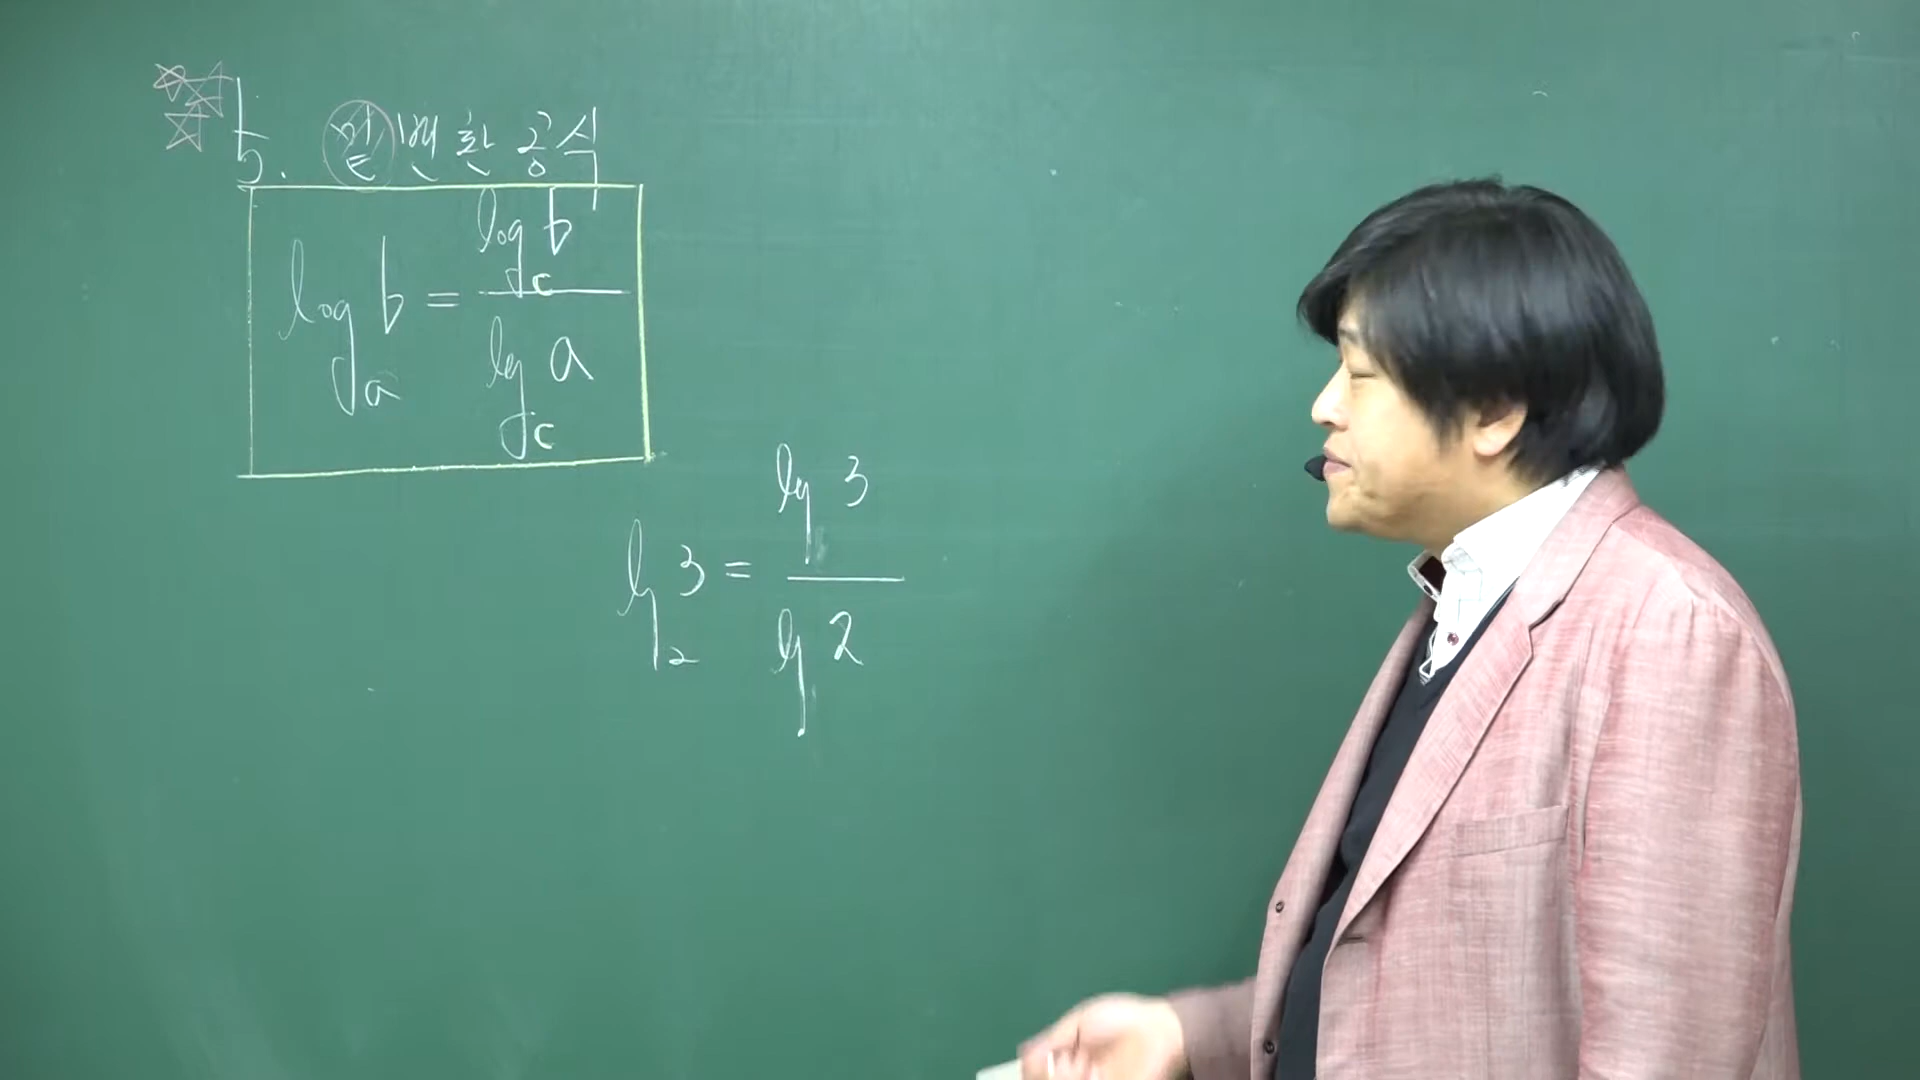 5. 밑 변환 공식
log_a b = log_c b / log_c a
log_2 3 = log 3 / log 2